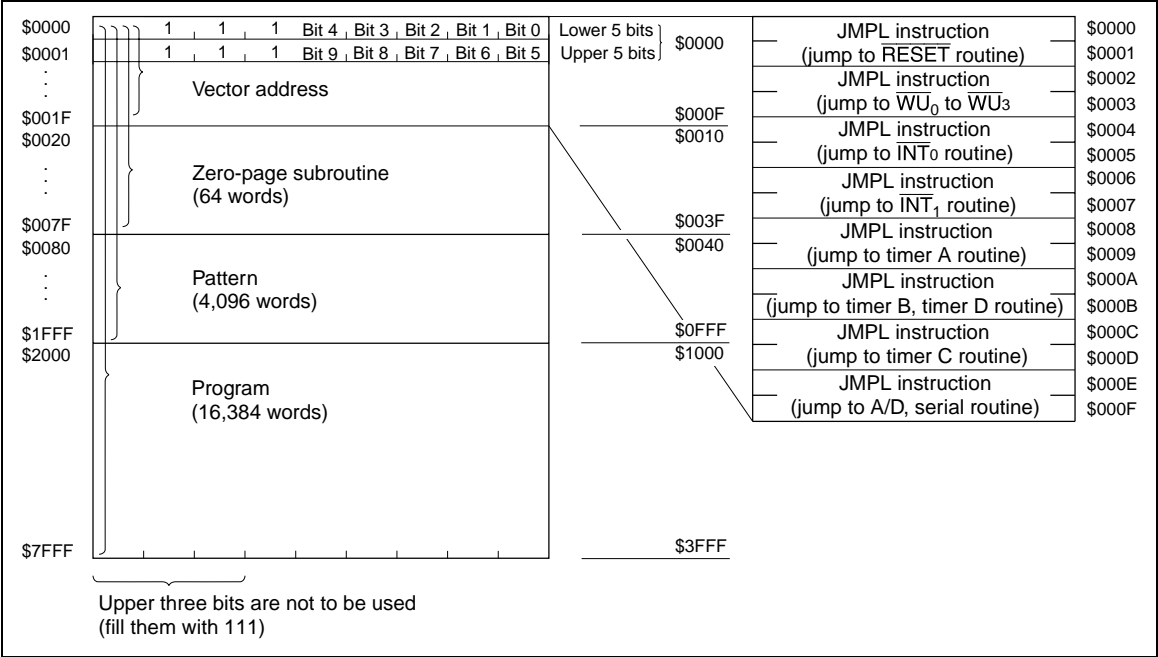 $0000
1 1 1 Bit 4 Bit 3 Bit 2 Bit 1 Bit 0
Lower 5 bits
$0001
1 1 1 Bit 9 Bit 8 Bit 7 Bit 6 Bit 5
Upper 5 bits
$0000
Vector address
$001F
$000F
$0020
$0010
Zero-page subroutine
(64 words)
$007F
$003F
$0080
$0040
Pattern
(4,096 words)
$1FFF
$0FFF
$2000
$1000
Program
(16,384 words)
$7FFF
$3FFF
Upper three bits are not to be used
(fill them with 111)
JMPL instruction
(jump to R̅E̅S̅E̅T̅ routine)
$0000
$0001
JMPL instruction
(jump to W̅U̅₀ to W̅U̅3
$0002
$0003
JMPL instruction
(jump to I̅N̅T̅₀ routine)
$0004
$0005
JMPL instruction
(jump to I̅N̅T̅₁ routine)
$0006
$0007
JMPL instruction
(jump to timer A routine)
$0008
$0009
JMPL instruction
(jump to timer B, timer D routine)
$000A
$000B
JMPL instruction
(jump to timer C routine)
$000C
$000D
JMPL instruction
(jump to A/D, serial routine)
$000E
$000F